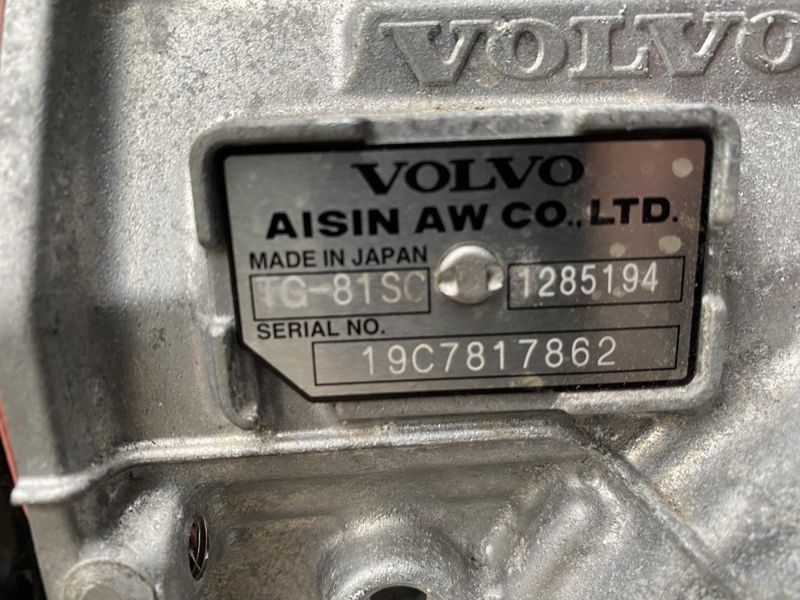 VOLVO
VOLVO
AISIN AW CO.,LTD.
MADE IN JAPAN
TG-81SC 1285194
SERIAL NO.
19C7817862